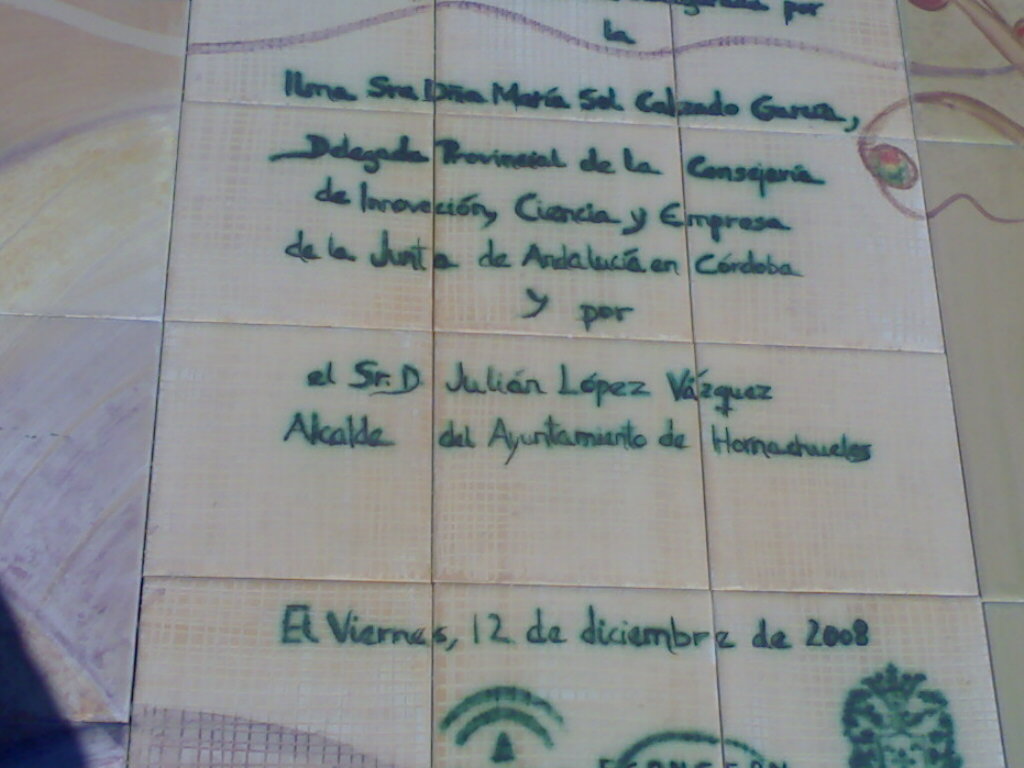 por
la
Ilma Sra Dña María Sol Calzado García,
Delegada Provincial de la Consejería
de Innovación, Ciencia y Empresa
de la Junta de Andalucía en Córdoba
y por
el Sr. D Julián López Vázquez
Alcalde del Ayuntamiento de Hornachuelos
El Viernes, 12 de diciembre de 2008